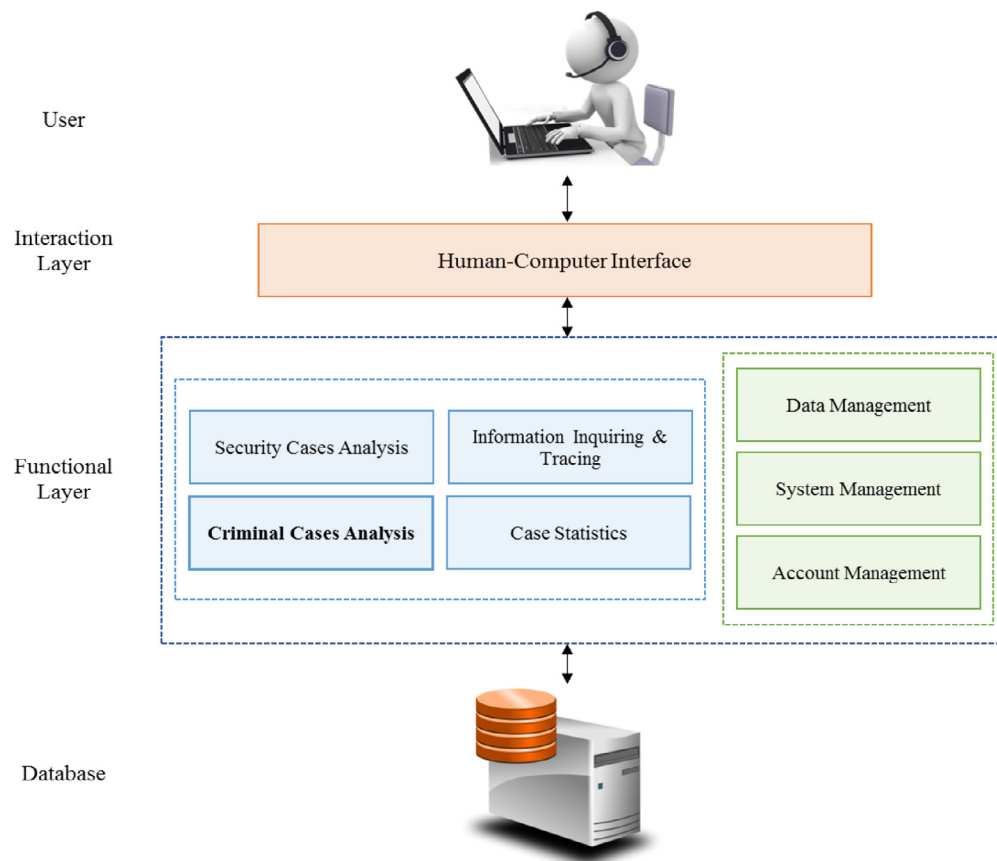 User
Interaction
Layer
Human-Computer Interface
Functional
Layer
Security Cases Analysis
Information Inquiring &
Tracing
Criminal Cases Analysis
Case Statistics
Data Management
System Management
Account Management
Database